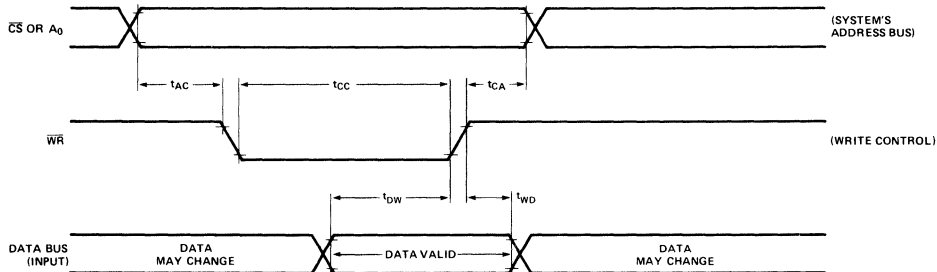 CS OR A0
(SYSTEM'S
ADDRESS BUS)
tAC
tCC
tCA
WR
(WRITE CONTROL)
tDW
tWD
DATA BUS
(INPUT)
DATA
MAY CHANGE
DATA VALID
DATA
MAY CHANGE